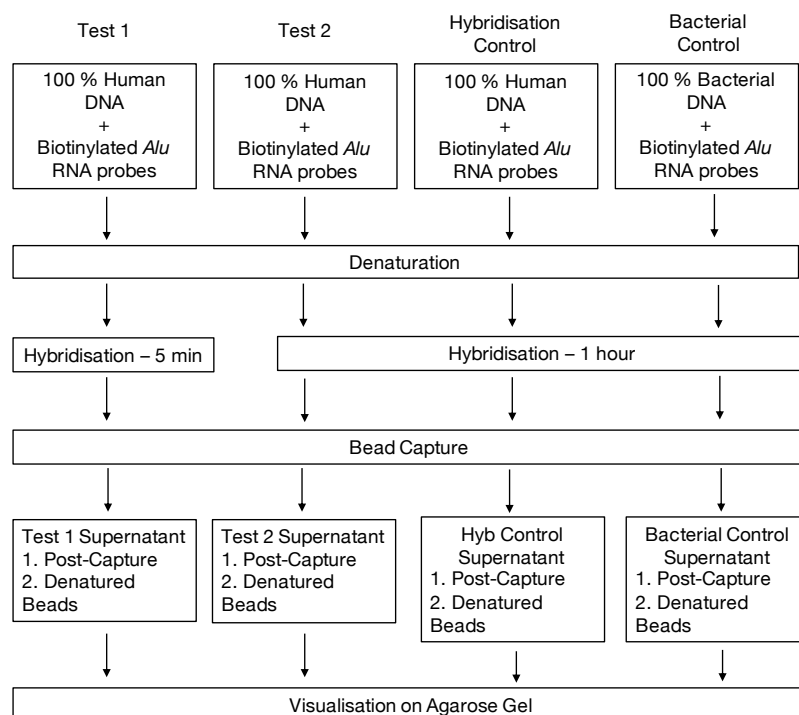 Test 1
Test 2
Hybridisation
Control
Bacterial
Control
100 % Human
DNA
+
Biotinylated Alu
RNA probes
100 % Human
DNA
+
Biotinylated Alu
RNA probes
100 % Human
DNA
+
Biotinylated Alu
RNA probes
100 % Bacterial
DNA
+
Biotinylated Alu
RNA probes
Denaturation
Hybridisation – 5 min
Hybridisation – 1 hour
Bead Capture
Test 1 Supernatant
1. Post-Capture
2. Denatured
Beads
Test 2 Supernatant
1. Post-Capture
2. Denatured
Beads
Hyb Control
Supernatant
1. Post-Capture
2. Denatured
Beads
Bacterial Control
Supernatant
1. Post-Capture
2. Denatured
Beads
Visualisation on Agarose Gel